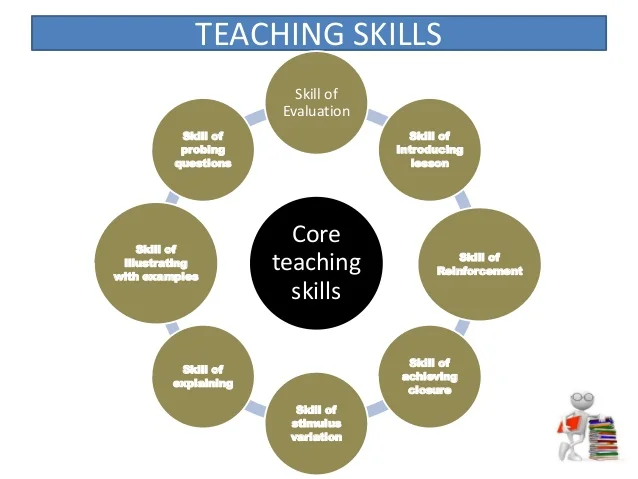 TEACHING SKILLS
Skill of
Evaluation
Skill of
introducing
lesson
Skill of
Reinforcement
Skill of
achieving
closure
Skill of
stimulus
variation
Skill of
explaining
Skill of
illustrating
with examples
Skill of
probing
questions
Core
teaching
skills